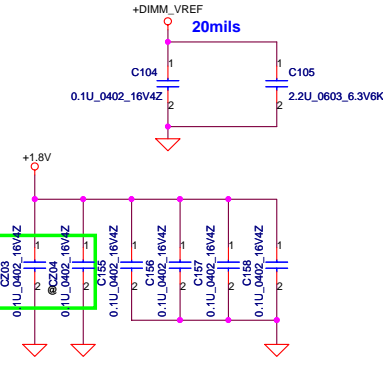 +DIMM_VREF
20mils
1
1
C104
C105
0.1U_0402_16V4Z
2.2U_0603_6.3V6K
2
2
+1.8V
CZ03
0.1U_0402_16V4Z
1
2
@CZ04
0.1U_0402_16V4Z
1
2
C155
0.1U_0402_16V4Z
1
2
C156
0.1U_0402_16V4Z
1
2
C157
0.1U_0402_16V4Z
1
2
C158
0.1U_0402_16V4Z
1
2